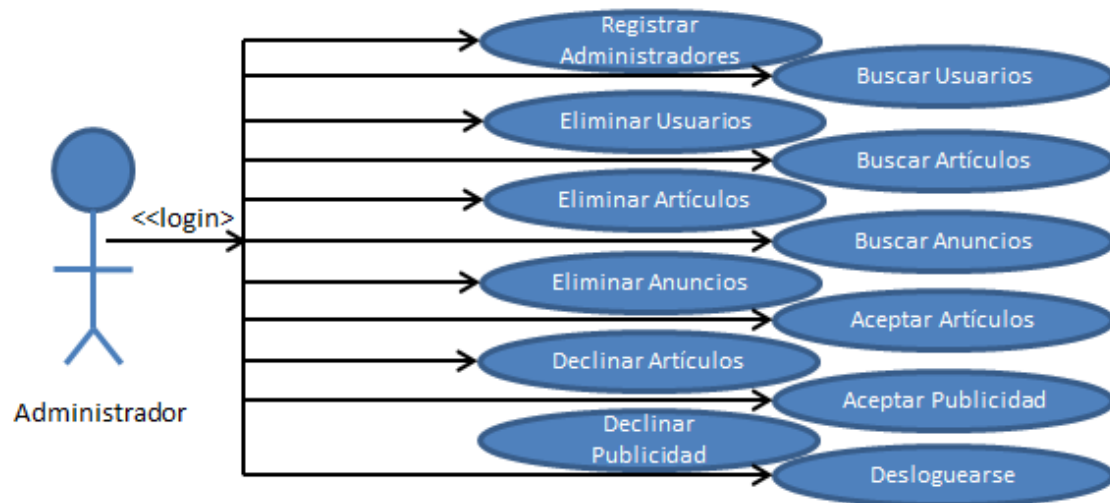 Registrar
Administradores
Buscar Usuarios
Eliminar Usuarios
Buscar Artículos
Eliminar Artículos
<<login>
Buscar Anuncios
Eliminar Anuncios
Aceptar Artículos
Declinar Artículos
Administrador
Aceptar Publicidad
Declinar
Publicidad
Desloguearse